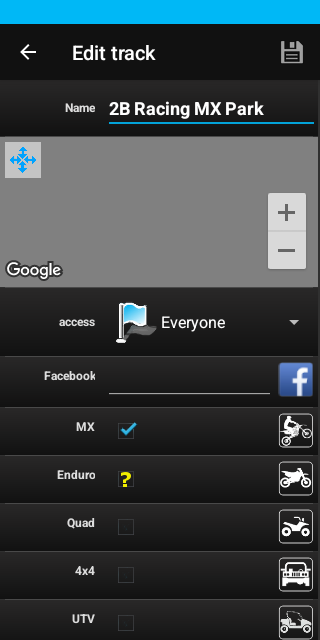 Edit track
Name 2B Racing MX Park
Google
access Everyone
Facebook
MX
Enduro ?
Quad
4x4
UTV